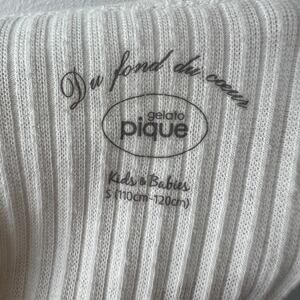 Du fond du cœur
gelato
pique
Kids & Babies
S (110cm-120cm)